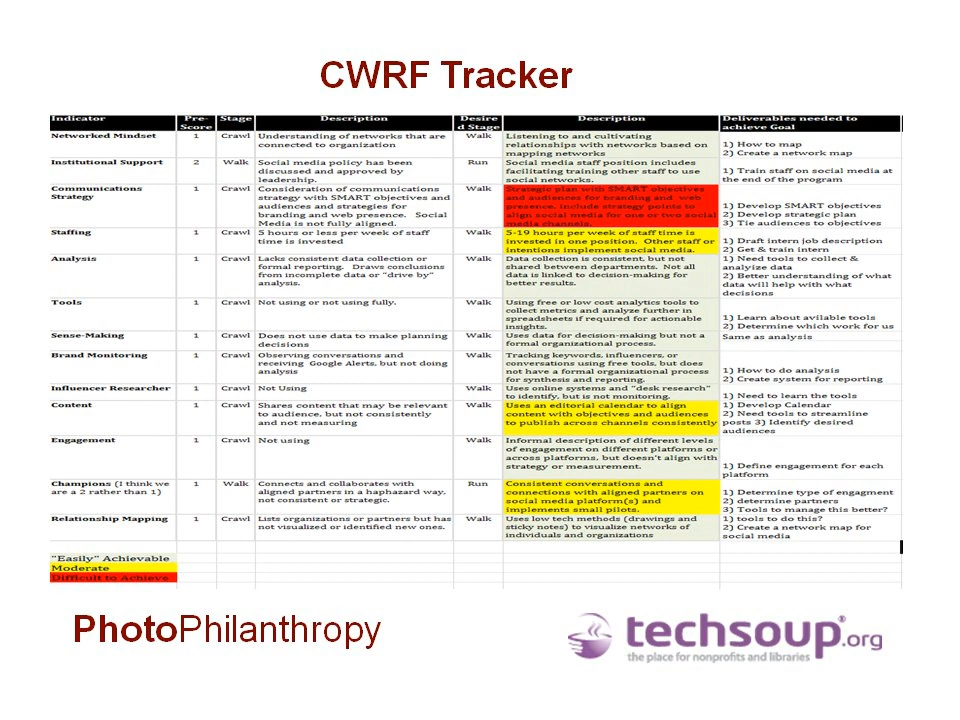 CWRF Tracker
Indicator Pre-Score Stage Description Desired Stage Description Deliverables needed to achieve Goal
Networked Mindset 1 Crawl Understanding of networks that are connected to organization Walk Listening to and cultivating relationships with networks based on mapping networks 1) How to map 2) Create a network map
Institutional Support 2 Walk Social media policy has been discussed and approved by leadership. Run Social media staff position includes facilitating training other staff to use social networks. 1) Train staff on social media at the end of the program
Communications Strategy 1 Crawl Consideration of communications strategy with SMART objectives and audiences and strategies for branding and web presence. Social Media is not fully aligned. Walk Strategic plan with SMART objectives and audiences for branding and web presence. Include strategy points to align social media for one or two social media channels. 1) Develop SMART objectives 2) Develop strategic plan 3) Tie audiences to objectives
Staffing 1 Crawl 5 hours or less per week of staff time is invested Walk 5-19 hours per week of staff time is invested in one position. Other staff or intentions implement social media. 1) Draft intern job description 2) Get & train intern
Analysis 1 Crawl Lacks consistent data collection or formal reporting. Draws conclusions from incomplete data or "drive by" analysis. Walk Data collection is consistent, but not shared between departments. Not all data is linked to decision-making for better results. 1) Need tools to collect & analyize data 2) Better understanding of what data will help with what decisions
Tools 1 Crawl Not using or not using fully. Walk Using free or low cost analytics tools to collect metrics and analyze further in spreadsheets if required for actionable insights. 1) Learn about avilable tools 2) Determine which work for us
Sense-Making 1 Crawl Does not use data to make planning decisions Walk Uses data for decision-making but not a formal organizational process. Same as analysis
Brand Monitoring 1 Crawl Observing conversations and receiving Google Alerts, but not doing analysis Walk Tracking keywords, influencers, or conversations using free tools, but does not have a formal organizational process for synthesis and reporting. 1) How to do analysis 2) Create system for reporting
Influencer Researcher 1 Crawl Not Using Walk Uses online systems and "desk research" to identify, but is not monitoring. 1) Need to learn the tools
Content 1 Crawl Shares content that may be relevant to audience, but not consistently and not measuring Walk Uses an editorial calendar to align content with objectives and audiences to publish across channels consistently 1) Develop Calendar 2) Need tools to streamline posts 3) Identify desired audiences
Engagement 1 Crawl Not using Walk Informal description of different levels of engagement on different platforms or across platforms, but doesn't align with strategy or measurement. 1) Define engagement for each platform
Champions (I think we are a 2 rather than 1) 1 Walk Connects and collaborates with aligned partners in a haphazard way, not consistent or strategic. Run Consistent conversations and connections with aligned partners on social media platform(s) and implements small pilots. 1) Determine type of engagment 2) determine partners 3) Tools to manage this better?
Relationship Mapping 1 Crawl Lists organizations or partners but has not visualized or identified new ones. Walk Uses low tech methods (drawings and sticky notes) to visualize networks of individuals and organizations 1) tools to do this? 2) Create a network map for social media
"Easily" Achievable
Moderate
Difficult to Achieve
PhotoPhilanthropy
techsoup®.org
the place for nonprofits and libraries